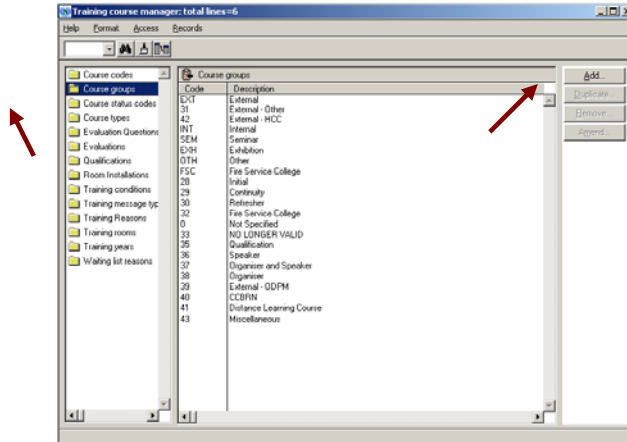 Training course manager: total lines=6
Help Format Access Records
Course codes
Course groups
Course status codes
Course types
Evaluation Questions
Evaluations
Qualifications
Room Installations
Training conditions
Training message typ
Training Reasons
Training rooms
Training years
Waiting list reasons
Course groups
Code Description
EXT External
31 External - Other
42 External - HCC
INT Internal
SEM Seminar
EXH Exhibition
OTH Other
FSC Fire Service College
28 Initial
29 Continuity
30 Refresher
32 Fire Service College
0 Not Specified
33 NO LONGER VALID
35 Qualification
36 Speaker
37 Organiser and Speaker
38 Organiser
39 External - ODPM
40 CCBRN
41 Distance Learning Course
43 Miscellaneous
Add...
Duplicate...
Remove...
Amend...